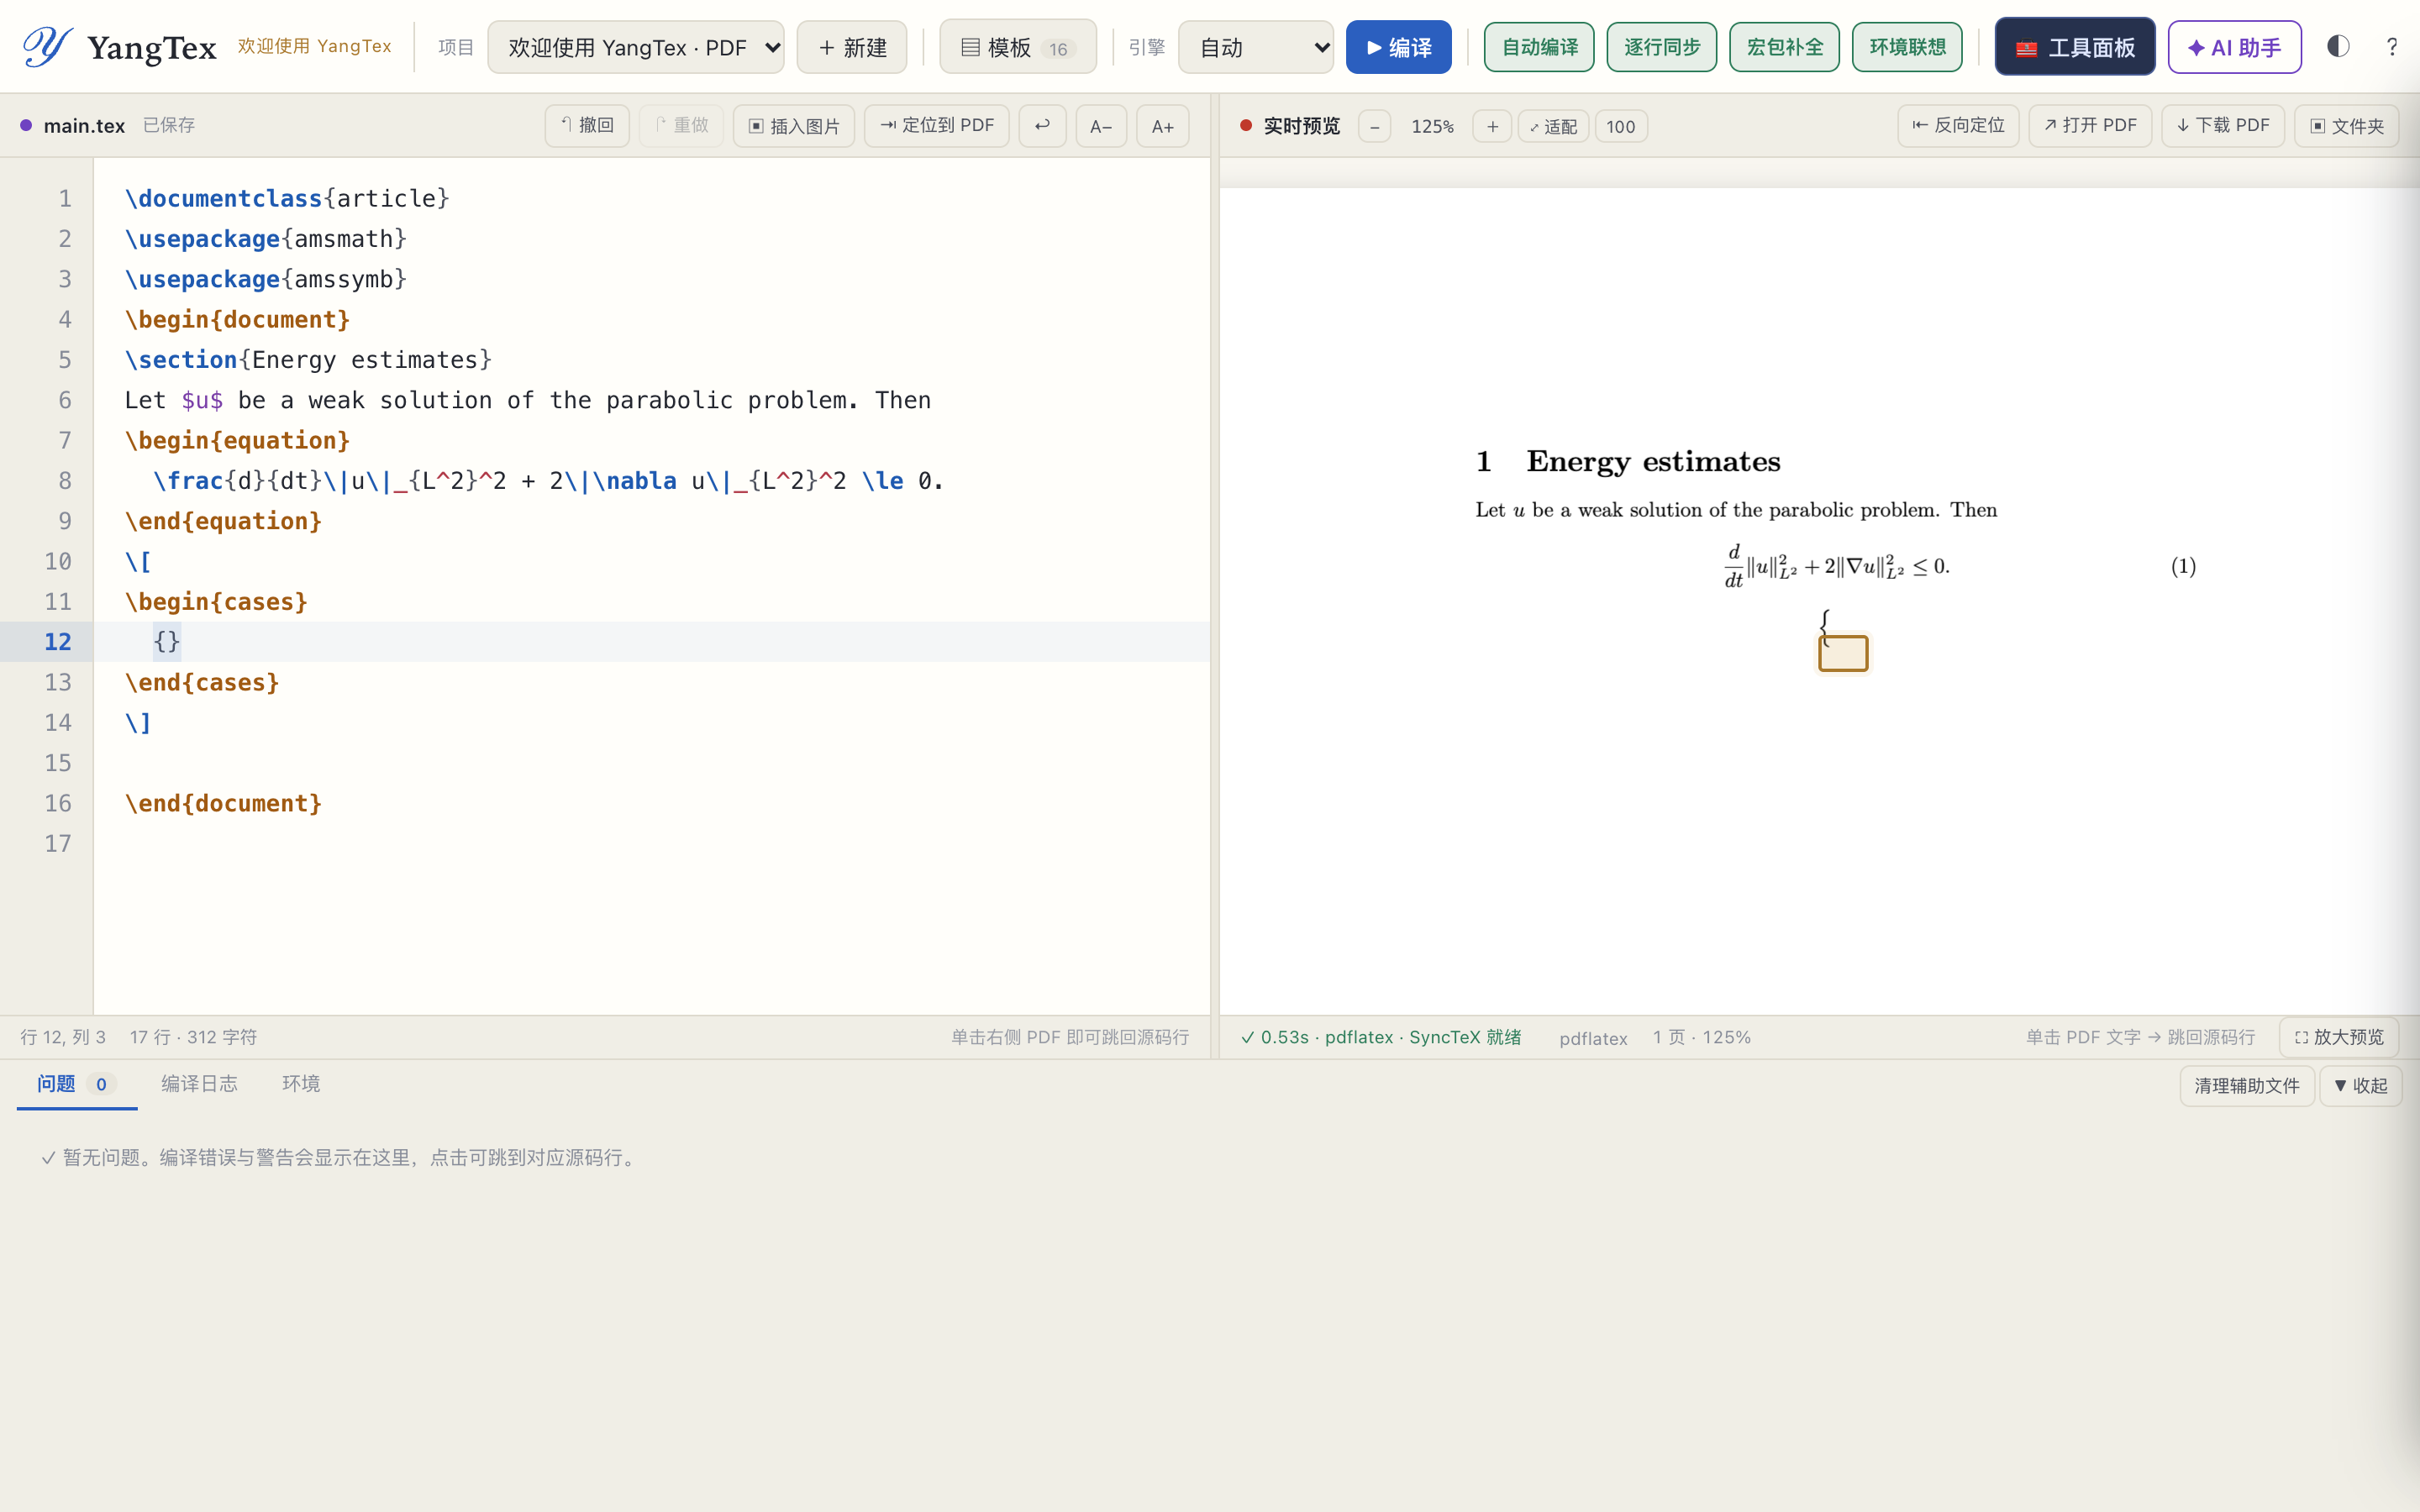 𝒴 YangTex 欢迎使用 YangTex 项目 欢迎使用 YangTex · PDF + 新建 模板 16 引擎 自动 ▶ 编译 自动编译 逐行同步 宏包补全 环境联想 工具面板 ✦ AI 助手 ?
main.tex 已保存 撤回 重做 插入图片 定位到 PDF ↩ A− A+
实时预览 − 125% + 适配 100 反向定位 ↗ 打开 PDF ↓ 下载 PDF 文件夹
1 \documentclass{article}
2 \usepackage{amsmath}
3 \usepackage{amssymb}
4 \begin{document}
5 \section{Energy estimates}
6 Let $u$ be a weak solution of the parabolic problem. Then
7 \begin{equation}
8 \frac{d}{dt}\|u\|_{L^2}^2 + 2\|\nabla u\|_{L^2}^2 \le 0.
9 \end{equation}
10 \[
11 \begin{cases}
12 {}
13 \end{cases}
14 \]
15
16 \end{document}
17
1 Energy estimates
Let u be a weak solution of the parabolic problem. Then
d/dt ‖u‖²_{L²} + 2‖∇u‖²_{L²} ≤ 0. (1)
{
行 12, 列 3 17 行 · 312 字符 单击右侧 PDF 即可跳回源码行
✓ 0.53s · pdflatex · SyncTeX 就绪 pdflatex 1 页 · 125% 单击 PDF 文字 → 跳回源码行 放大预览
问题 0 编译日志 环境 清理辅助文件 ▼ 收起
✓ 暂无问题。编译错误与警告会显示在这里，点击可跳到对应源码行。